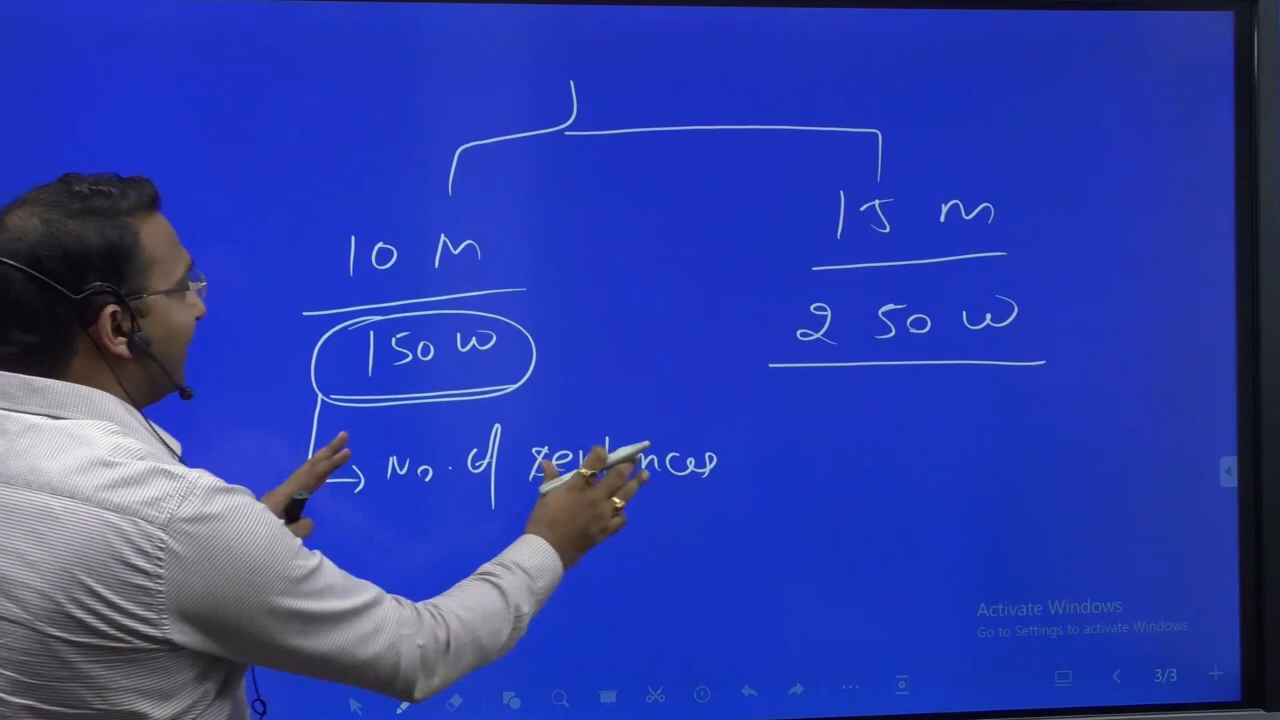 10 M
150 W
→ No. of sentences
15 m
250 W
Activate Windows
Go to Settings to activate Windows.
3/3